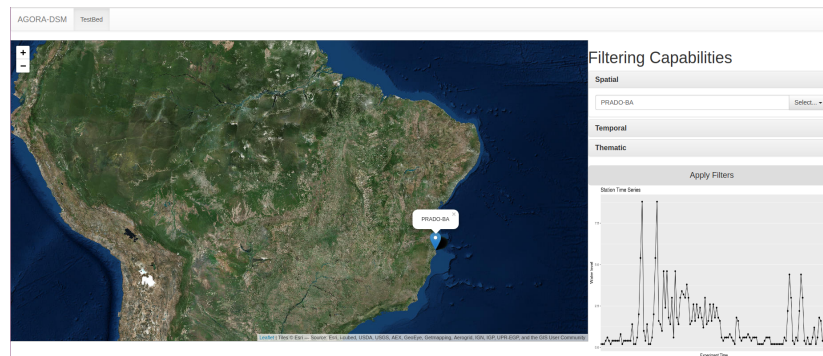 AGORA-DSM TestBed
+
−
PRADO-BA
×
Leaflet | Tiles © Esri — Source: Esri, i-cubed, USDA, USGS, AEX, GeoEye, Getmapping, Aerogrid, IGN, IGP, UPR-EGP, and the GIS User Community
Filtering Capabilities
Spatial
PRADO-BA Select...
Temporal
Thematic
Apply Filters
Station Time Series
Water level
Experiment Time